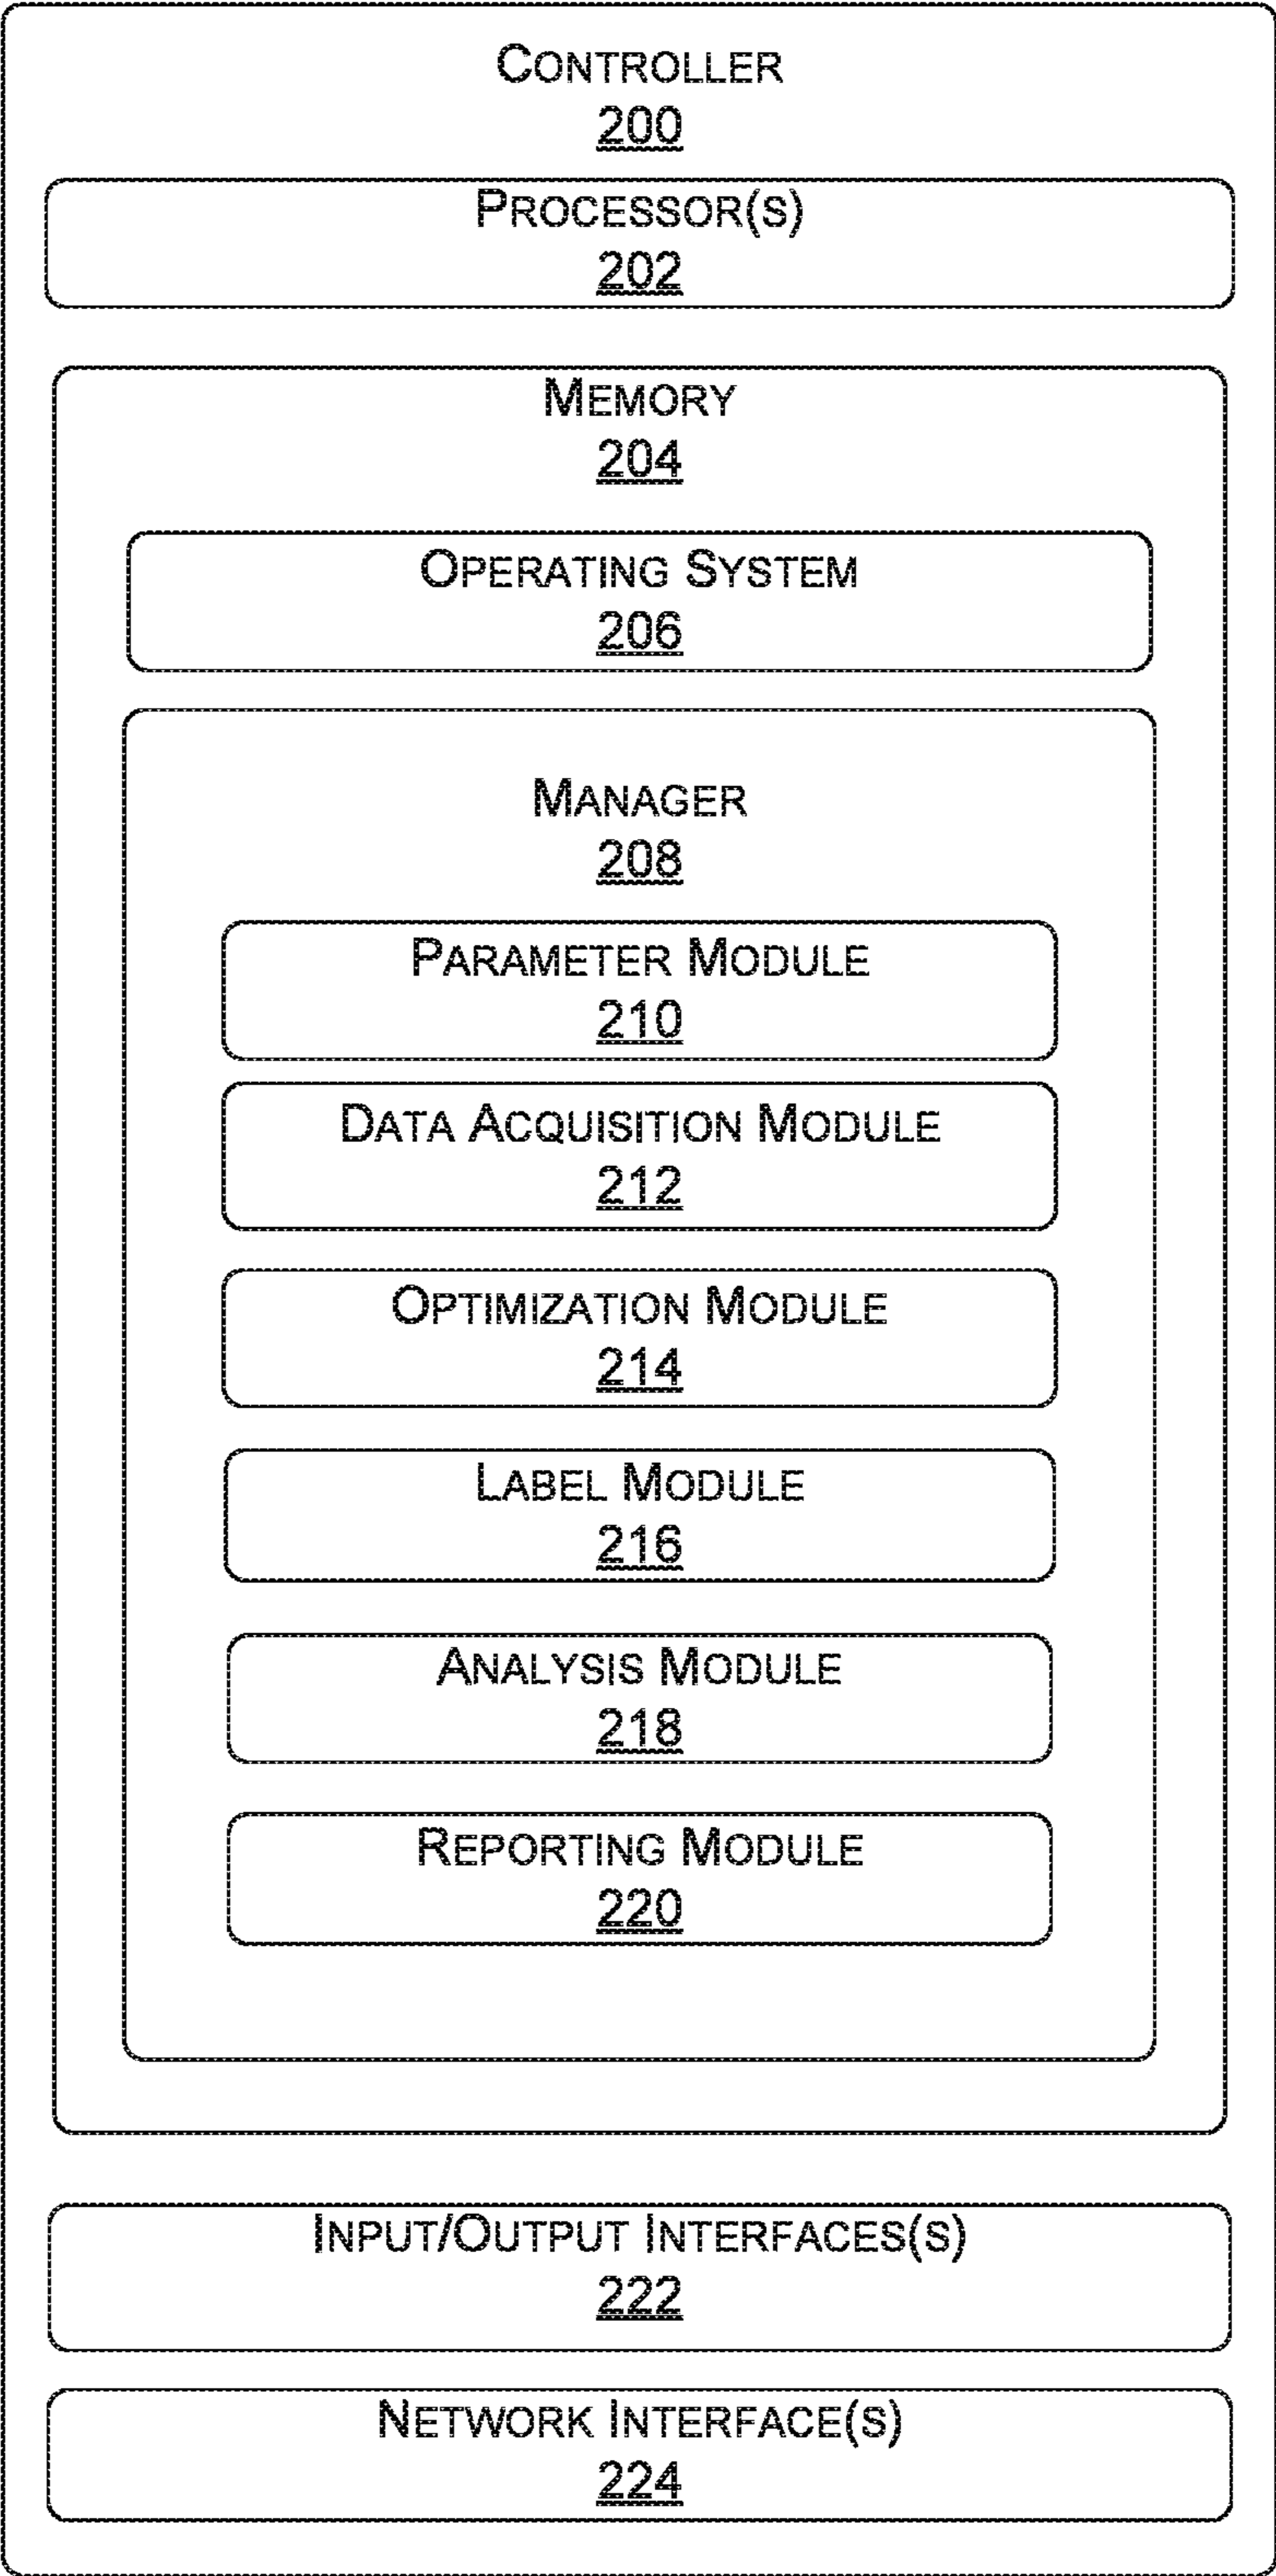 CONTROLLER
200
PROCESSOR(S)
202
MEMORY
204
OPERATING SYSTEM
206
MANAGER
208
PARAMETER MODULE
210
DATA ACQUISITION MODULE
212
OPTIMIZATION MODULE
214
LABEL MODULE
216
ANALYSIS MODULE
218
REPORTING MODULE
220
INPUT/OUTPUT INTERFACES(S)
222
NETWORK INTERFACE(S)
224